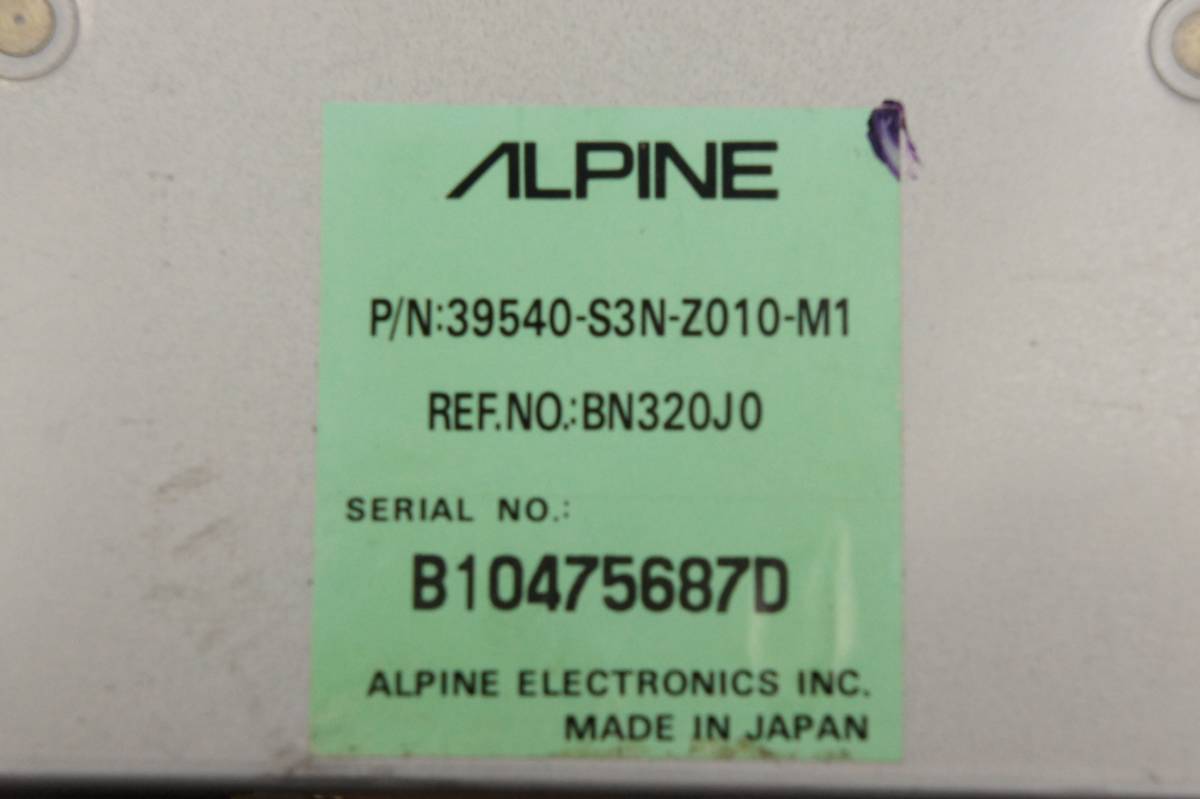 ALPINE
P/N:39540-S3N-Z010-M1
REF.NO.:BN320J0
SERIAL NO.:
B10475687D
ALPINE ELECTRONICS INC.
MADE IN JAPAN